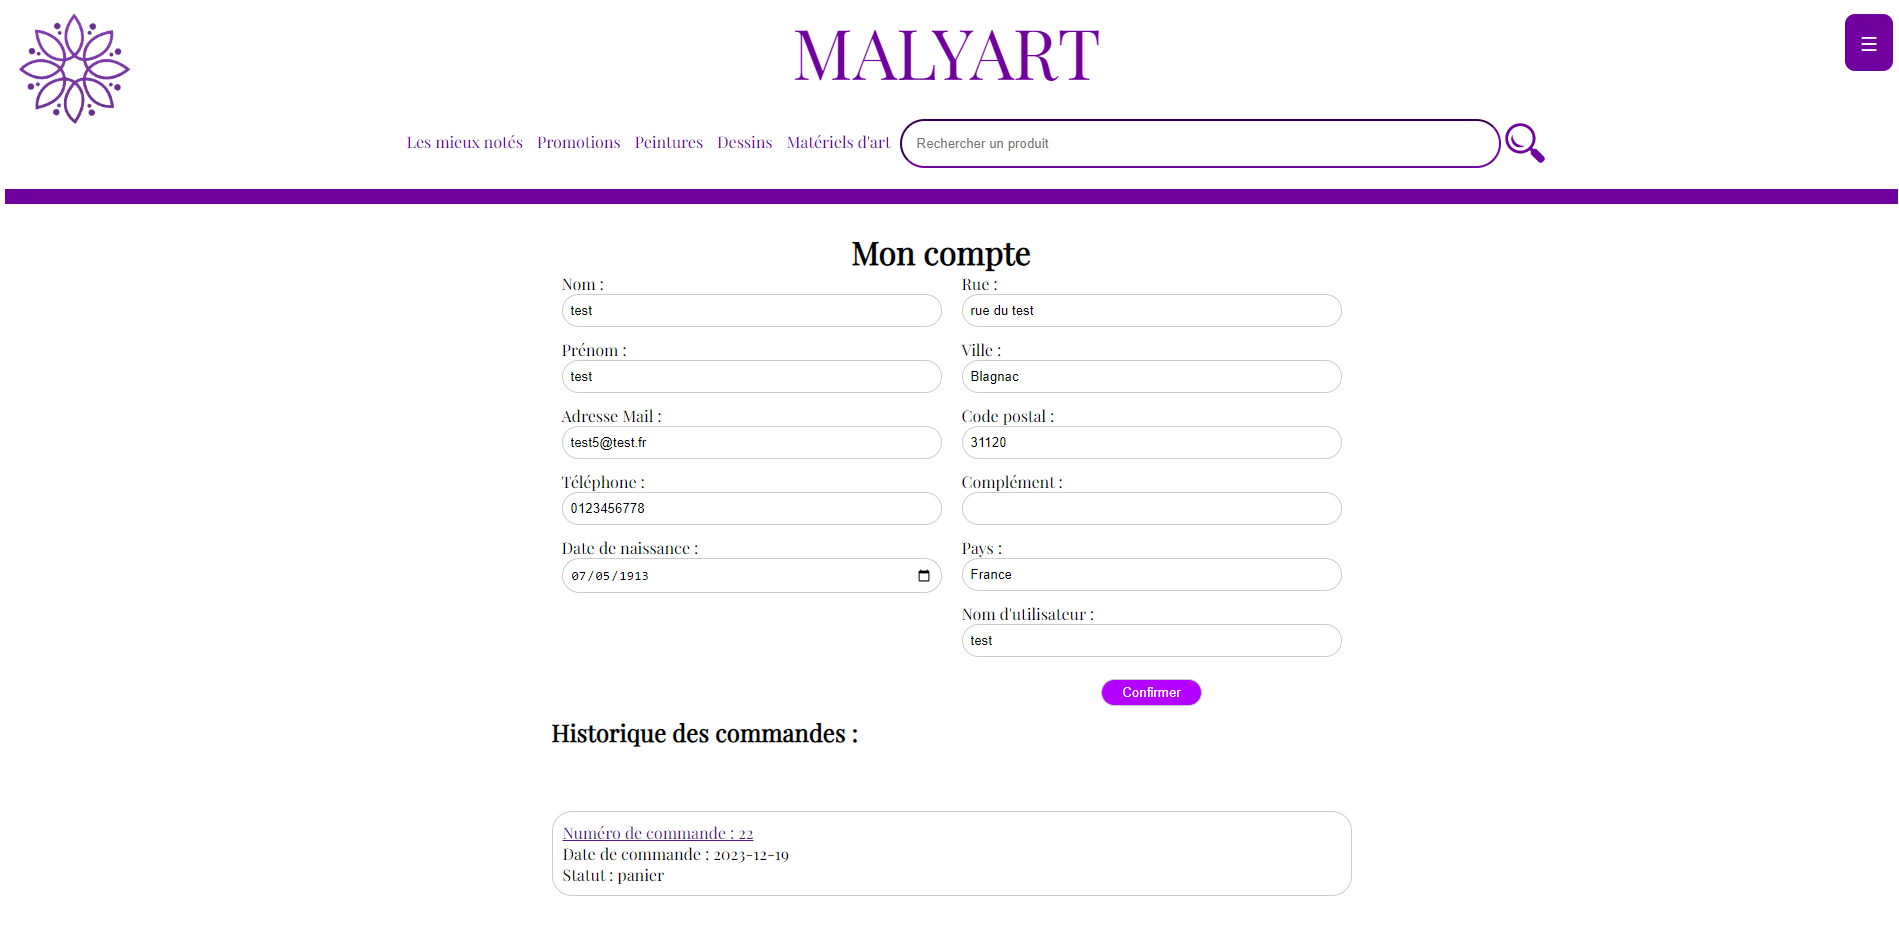 MALYART
☰
Les mieux notés Promotions Peintures Dessins Matériels d'art Rechercher un produit
Mon compte
Nom :
test
Prénom :
test
Adresse Mail :
test5@test.fr
Téléphone :
0123456778
Date de naissance :
07/05/1913
Rue :
rue du test
Ville :
Blagnac
Code postal :
31120
Complément :
Pays :
France
Nom d'utilisateur :
test
Confirmer
Historique des commandes :
Numéro de commande : 22
Date de commande : 2023-12-19
Statut : panier